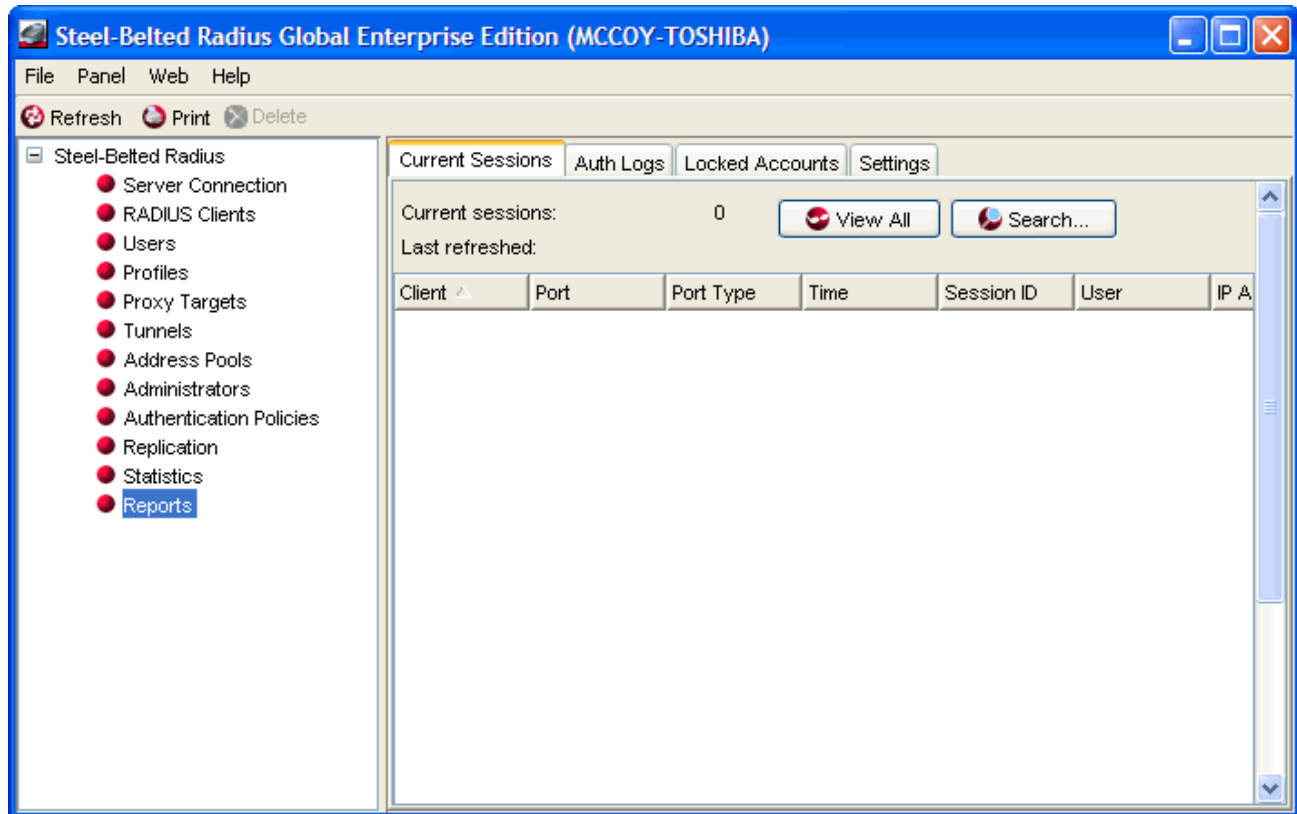 Steel-Belted Radius Global Enterprise Edition (MCCOY-TOSHIBA)
File Panel Web Help
Refresh Print Delete
Steel-Belted Radius
Server Connection
RADIUS Clients
Users
Profiles
Proxy Targets
Tunnels
Address Pools
Administrators
Authentication Policies
Replication
Statistics
Reports
Current Sessions Auth Logs Locked Accounts Settings
Current sessions: 0 View All Search...
Last refreshed:
Client Port Port Type Time Session ID User IP A